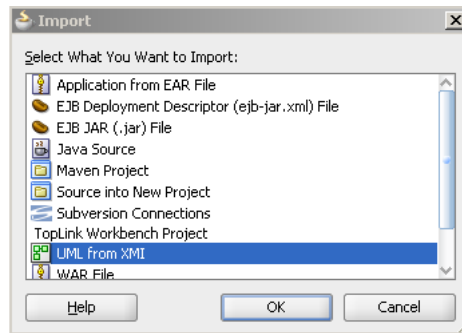 Import
Select What You Want to Import:
Application from EAR File
EJB Deployment Descriptor (ejb-jar.xml) File
EJB JAR (.jar) File
Java Source
Maven Project
Source into New Project
Subversion Connections
TopLink Workbench Project
UML from XMI
WAR File
Help OK Cancel